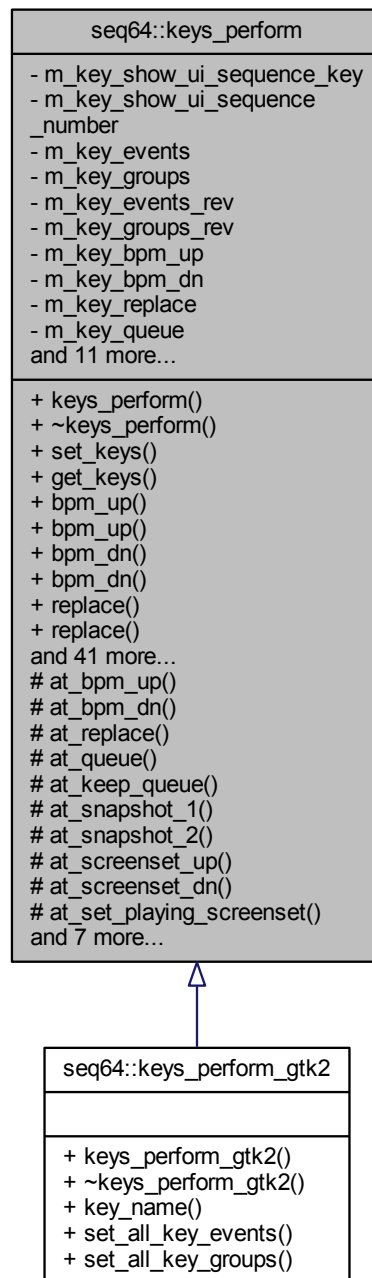 seq64::keys_perform
- m_key_show_ui_sequence_key
- m_key_show_ui_sequence
_number
- m_key_events
- m_key_groups
- m_key_events_rev
- m_key_groups_rev
- m_key_bpm_up
- m_key_bpm_dn
- m_key_replace
- m_key_queue
and 11 more...
+ keys_perform()
+ ~keys_perform()
+ set_keys()
+ get_keys()
+ bpm_up()
+ bpm_up()
+ bpm_dn()
+ bpm_dn()
+ replace()
+ replace()
and 41 more...
# at_bpm_up()
# at_bpm_dn()
# at_replace()
# at_queue()
# at_keep_queue()
# at_snapshot_1()
# at_snapshot_2()
# at_screenset_up()
# at_screenset_dn()
# at_set_playing_screenset()
and 7 more...
seq64::keys_perform_gtk2
+ keys_perform_gtk2()
+ ~keys_perform_gtk2()
+ key_name()
+ set_all_key_events()
+ set_all_key_groups()